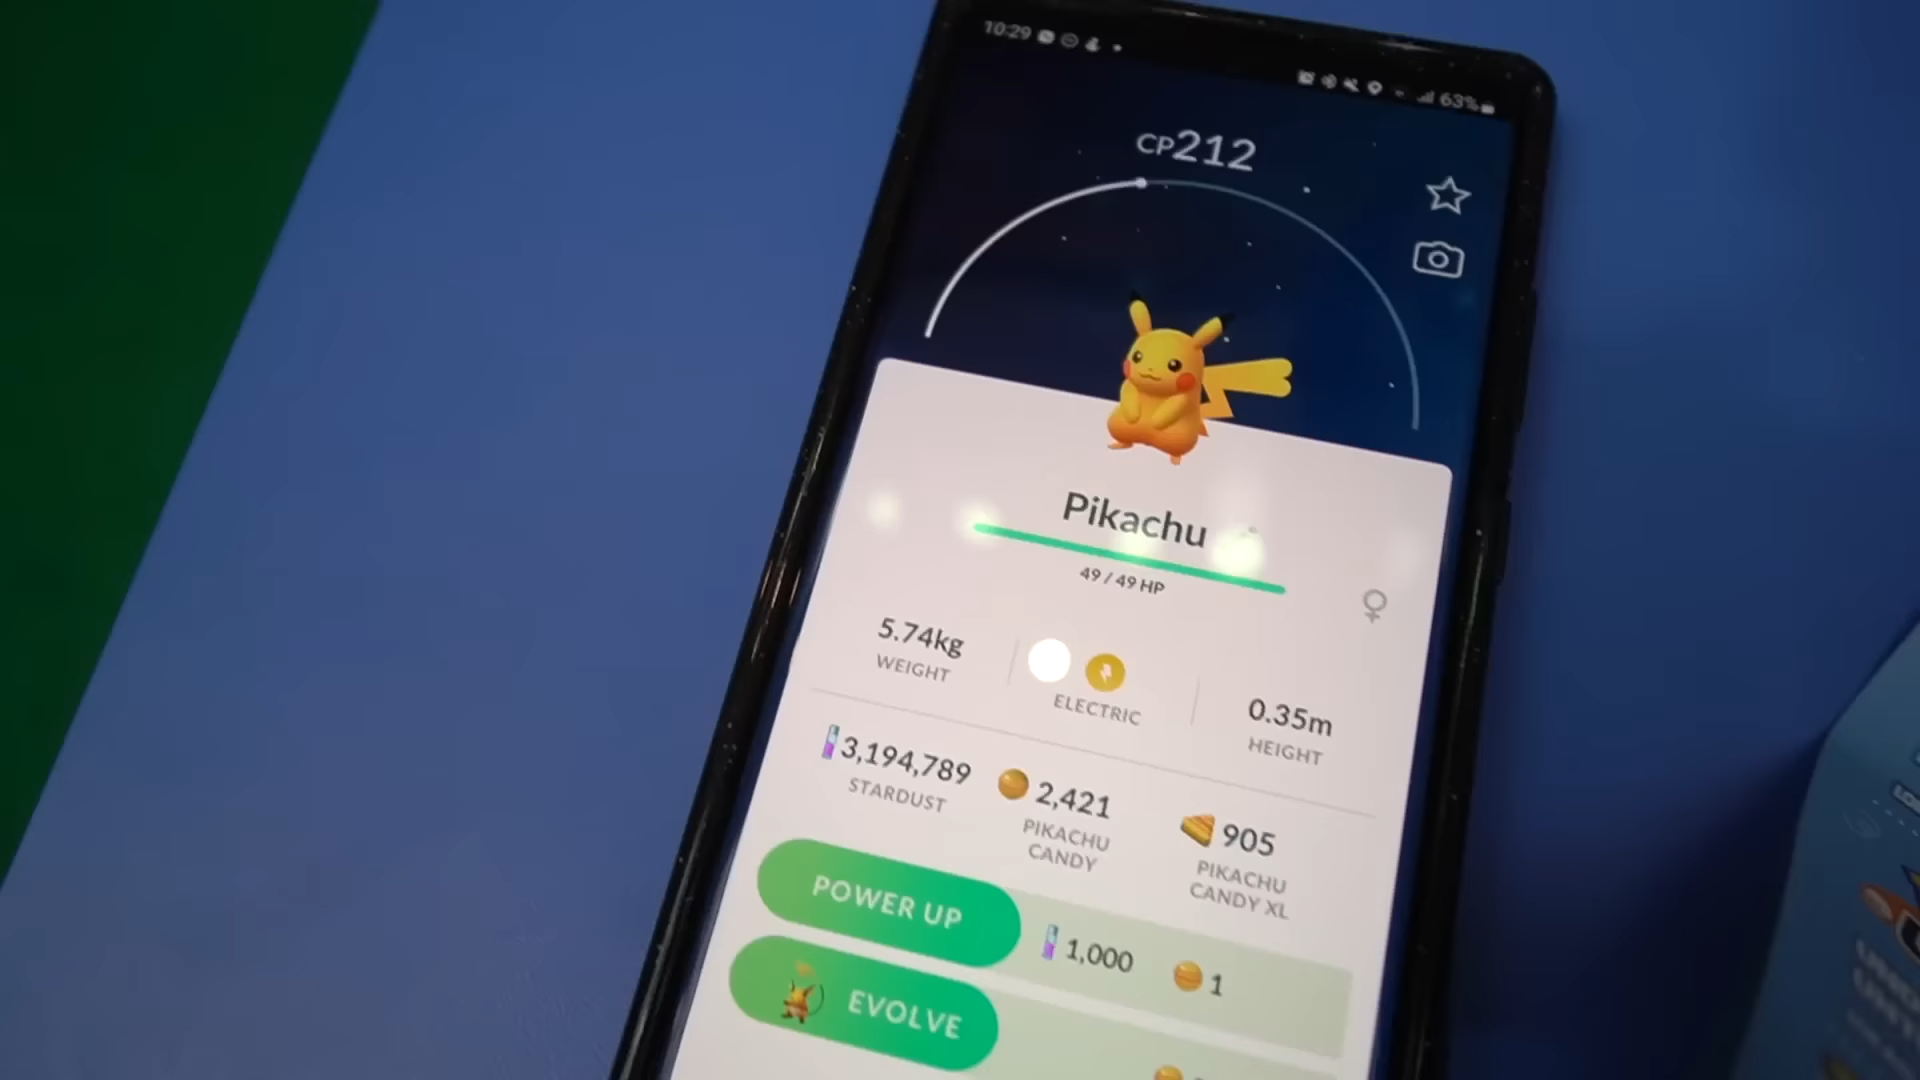 10:29
63%
CP212
Pikachu
49 / 49 HP
5.74kg
WEIGHT
ELECTRIC
0.35m
HEIGHT
3,194,789
STARDUST
2,421
PIKACHU
CANDY
905
PIKACHU
CANDY XL
POWER UP
1,000
1
EVOLVE